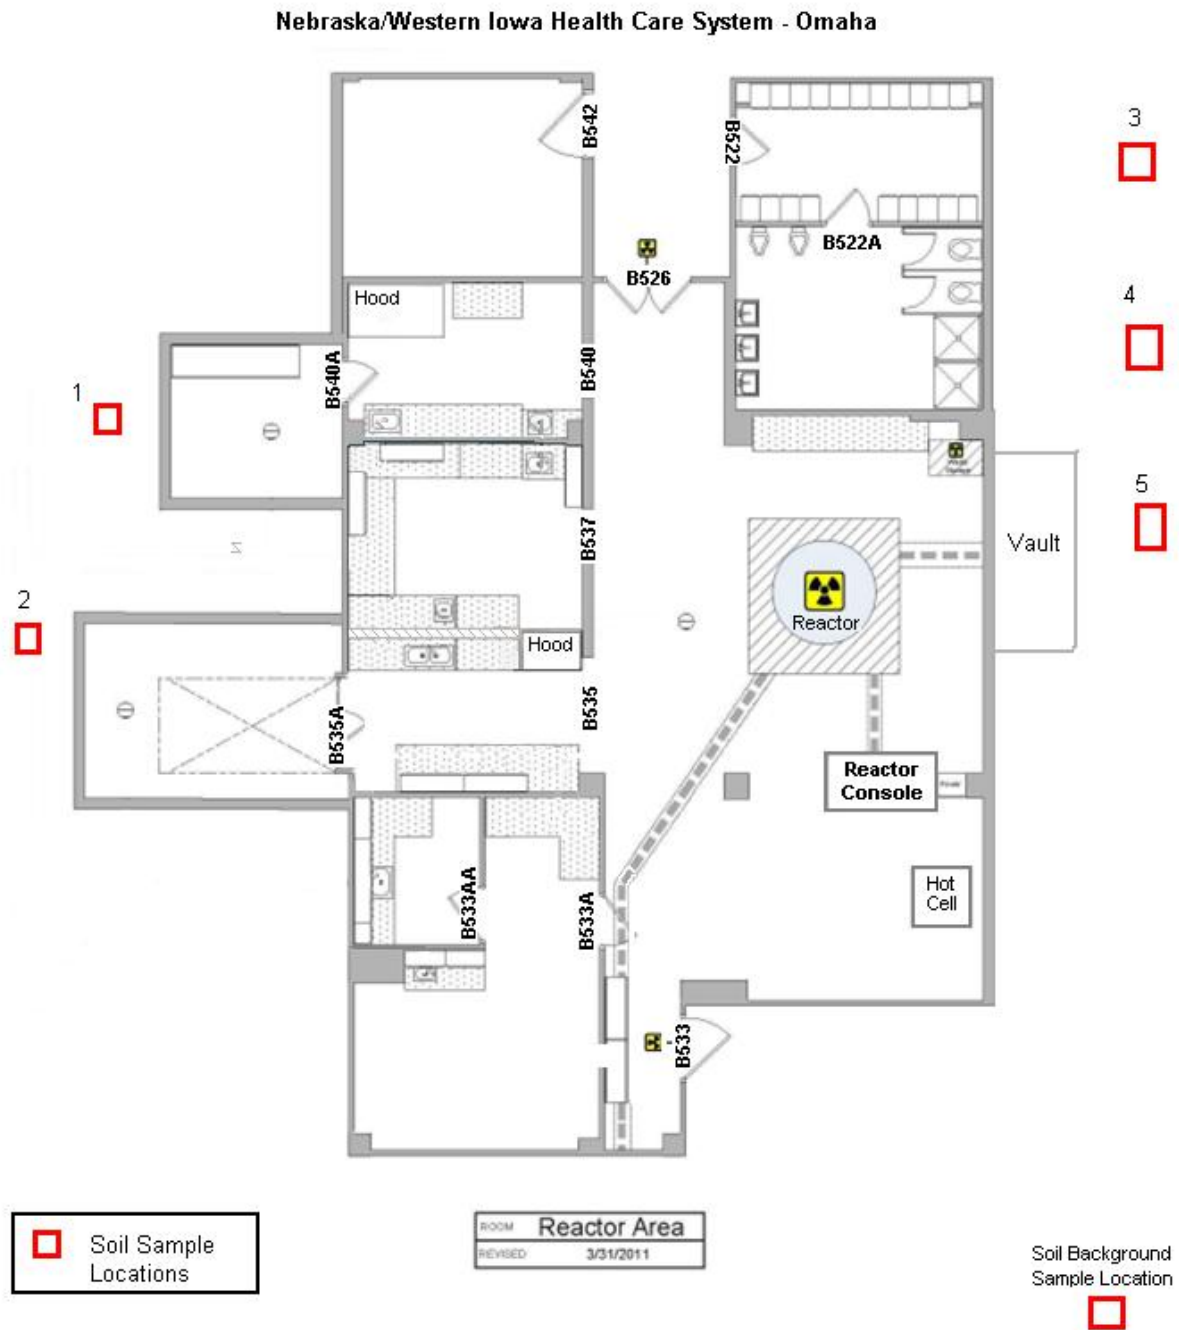 Nebraska/Western Iowa Health Care System - Omaha
B542
B522
3
B522A
B526
Hood
4
B540A
B540
1
5
B537
Vault
2
Reactor
Hood
B535A
B535
Reactor
Console
B533AA
B533A
Hot
Cell
B533
Soil Sample
Locations
ROOM Reactor Area
REVISED 3/31/2011
Soil Background
Sample Location